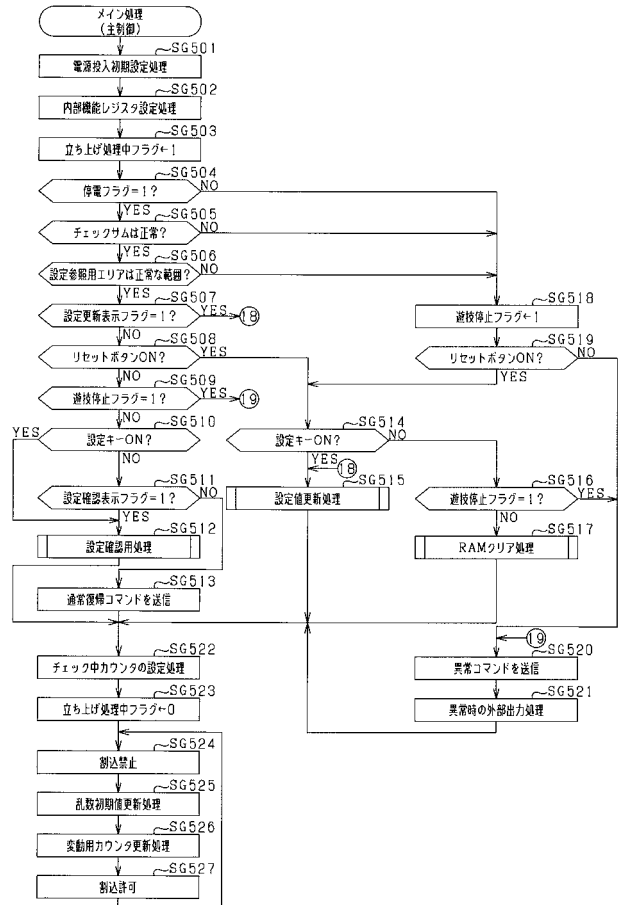 メイン処理
(主制御)
SG501
電源投入初期設定処理
SG502
内部機能レジスタ設定処理
SG503
立ち上げ処理中フラグ←1
SG504
停電フラグ=1?
NO
YES
SG505
チェックサムは正常?
NO
YES
SG506
設定参照用エリアは正常な範囲?
NO
YES
SG507
設定更新表示フラグ=1?
YES
18
NO
SG518
遊技停止フラグ←1
SG508
リセットボタンON?
YES
NO
SG519
リセットボタンON?
NO
YES
SG509
遊技停止フラグ=1?
YES
19
NO
SG510
YES
設定キーON?
NO
SG514
設定キーON?
NO
YES
18
SG511
設定確認表示フラグ=1?
NO
YES
SG515
設定値更新処理
SG516
遊技停止フラグ=1?
YES
NO
SG512
設定確認用処理
SG517
RAMクリア処理
SG513
通常復帰コマンドを送信
19
SG520
異常コマンドを送信
SG521
異常時の外部出力処理
SG522
チェック中カウンタの設定処理
SG523
立ち上げ処理中フラグ←0
SG524
割込禁止
SG525
乱数初期値更新処理
SG526
変動用カウンタ更新処理
SG527
割込許可